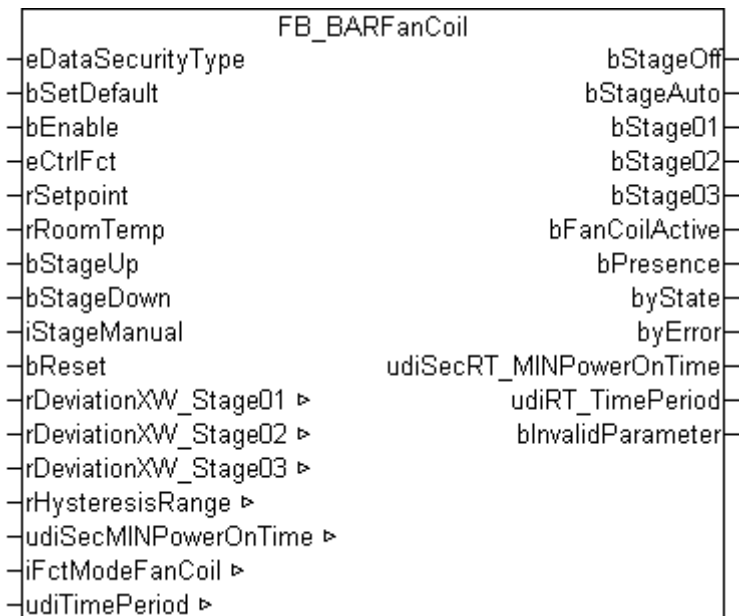 FB_BARFanCoil
eDataSecurityType bStageOff
bSetDefault bStageAuto
bEnable bStage01
eCtrlFct bStage02
rSetpoint bStage03
rRoomTemp bFanCoilActive
bStageUp bPresence
bStageDown byState
iStageManual byError
bReset udiSecRT_MINPowerOnTime
rDeviationXW_Stage01 udiRT_TimePeriod
rDeviationXW_Stage02 bInvalidParameter
rDeviationXW_Stage03
rHysteresisRange
udiSecMINPowerOnTime
iFctModeFanCoil
udiTimePeriod